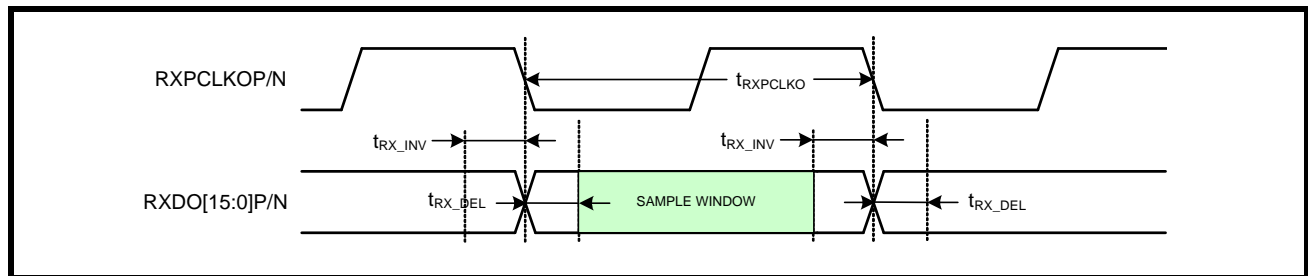 RXPCLKOP/N
tRXPCLKO
tRX_INV
tRX_INV
RXDO[15:0]P/N
tRX_DEL
SAMPLE WINDOW
tRX_DEL